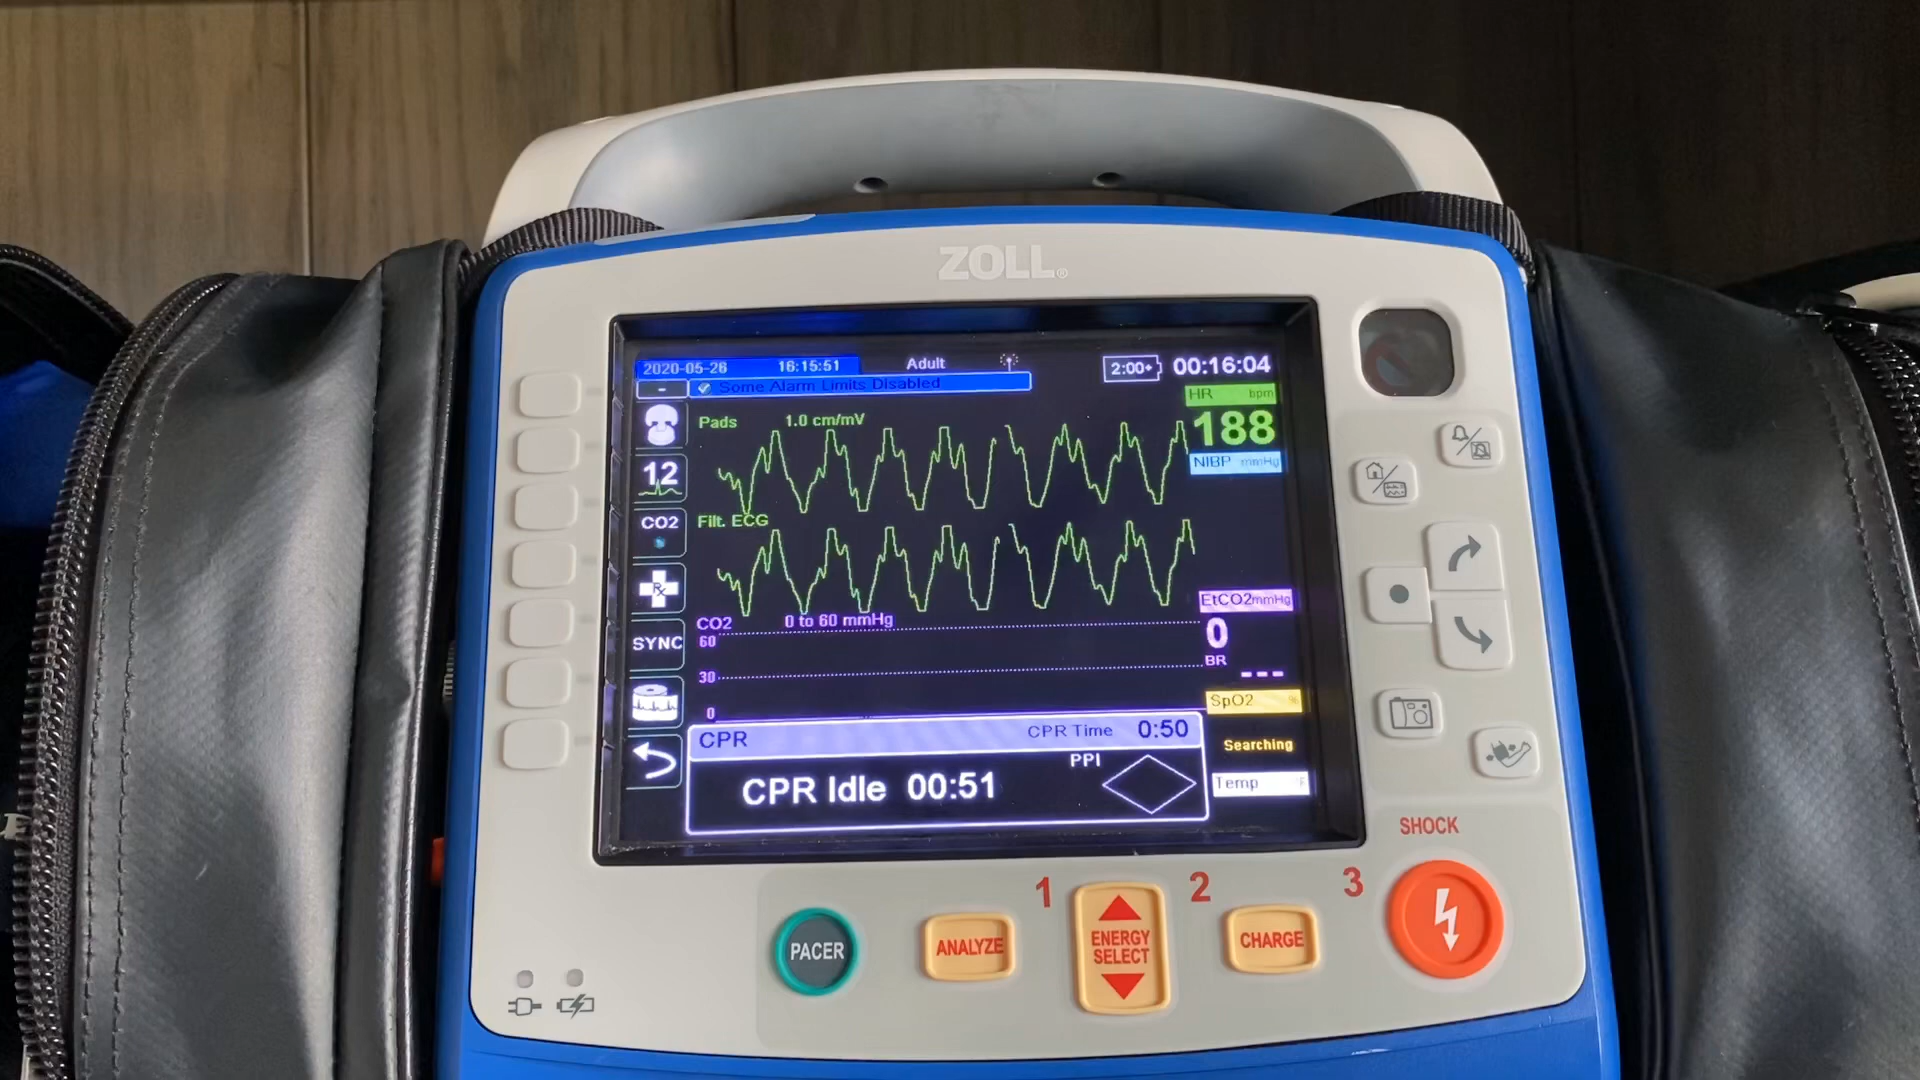 ZOLL®
2020-05-26 16:15:51 Adult 2:00+ 00:16:04
- Some Alarm Limits Disabled
HR bpm
188
Pads 1.0 cm/mV
NIBP mmHg
12
CO2
Filt. ECG
Rx
EtCO2 mmHg
0
BR
---
CO2 0 to 60 mmHg
60
30
0
SYNC
SpO2 %
Searching
Temp F
CPR CPR Time 0:50
CPR Idle 00:51 PPI
SHOCK
1 2 3
PACER
ANALYZE
ENERGY
SELECT
CHARGE